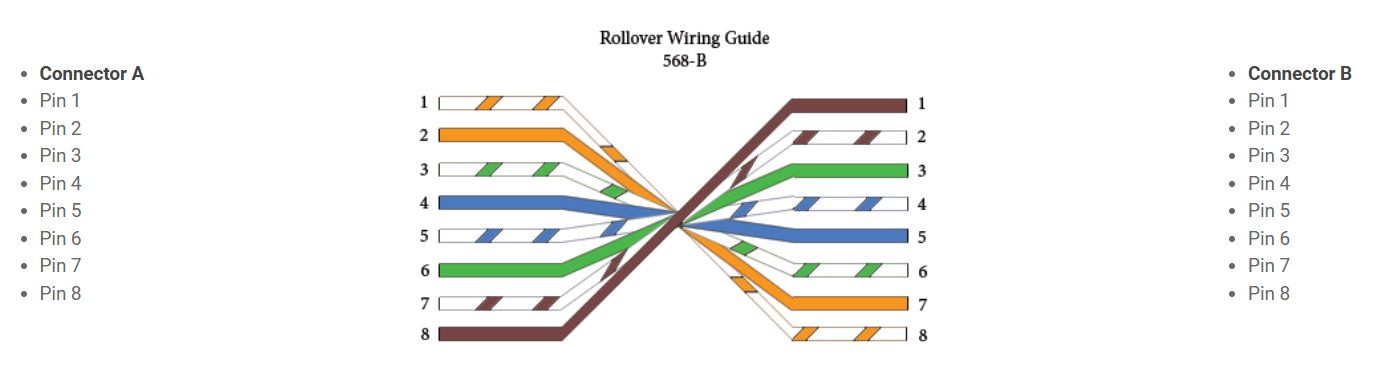 Rollover Wiring Guide
568-B
Connector A
Pin 1
Pin 2
Pin 3
Pin 4
Pin 5
Pin 6
Pin 7
Pin 8
1
2
3
4
5
6
7
8
1
2
3
4
5
6
7
8
Connector B
Pin 1
Pin 2
Pin 3
Pin 4
Pin 5
Pin 6
Pin 7
Pin 8